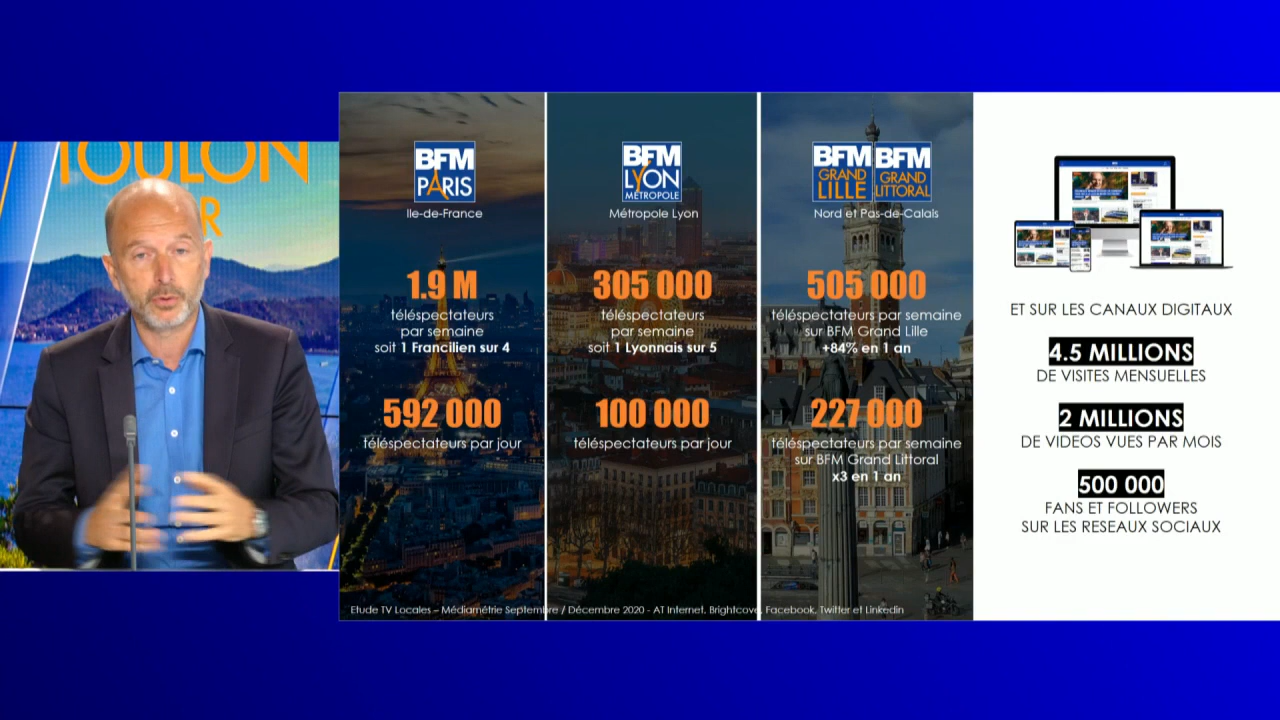 TOULON
VAR
BFM
PARIS
Ile-de-France
1.9 M
téléspectateurs
par semaine
soit 1 Francilien sur 4
592 000
téléspectateurs par jour
BFM
LYON
MÉTROPOLE
Métropole Lyon
305 000
téléspectateurs
par semaine
soit 1 Lyonnais sur 5
100 000
téléspectateurs par jour
BFM
GRAND
LILLE
BFM
GRAND
LITTORAL
Nord et Pas-de-Calais
505 000
téléspectateurs par semaine
sur BFM Grand Lille
+84% en 1 an
227 000
téléspectateurs par semaine
sur BFM Grand Littoral
x3 en 1 an
ET SUR LES CANAUX DIGITAUX
4.5 MILLIONS
DE VISITES MENSUELLES
2 MILLIONS
DE VIDEOS VUES PAR MOIS
500 000
FANS ET FOLLOWERS
SUR LES RESEAUX SOCIAUX
Etude TV Locales – Médiamétrie Septembre / Décembre 2020 - AT Internet, Brightcove, Facebook, Twitter et Linkedin